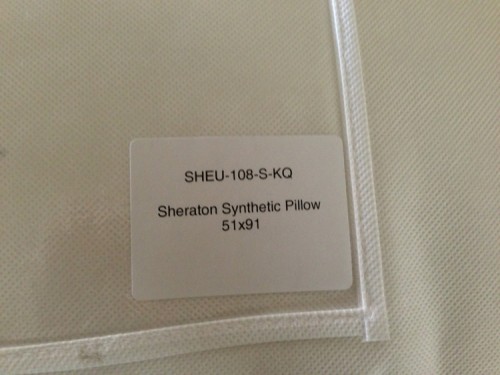 SHEU-108-S-KQ
Sheraton Synthetic Pillow
51x91